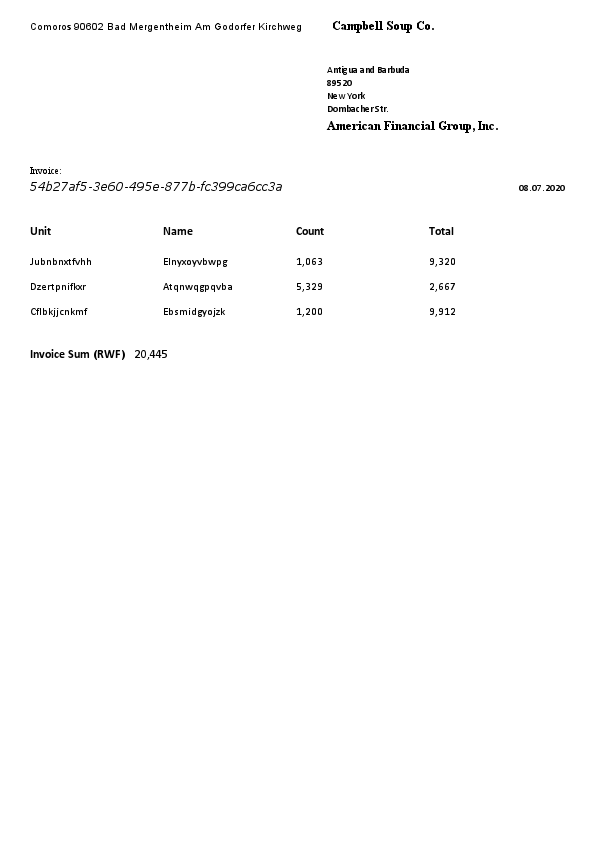 Comoros 90602 Bad Mergentheim Am Godorfer Kirchweg Campbell Soup Co.
Antigua and Barbuda
89520
New York
Dombacher Str.
American Financial Group, Inc.
Invoice:
54b27af5-3e60-495e-877b-fc399ca6cc3a 08.07.2020
Unit Name Count Total
Jubnbnxtfvhh Elnyxoyvbwpg 1,063 9,320
Dzertpnifkxr Atqnwqgpqvba 5,329 2,667
Cflbkjjcnkmf Ebsmidgyojzk 1,200 9,912
Invoice Sum (RWF) 20,445